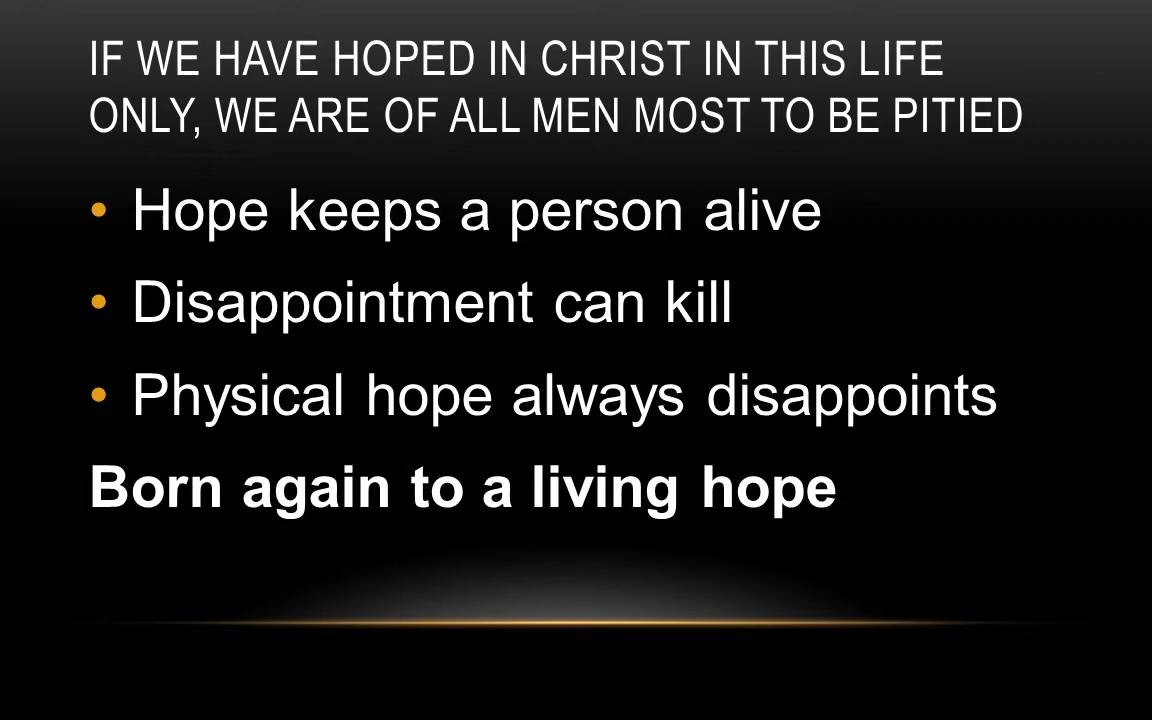 IF WE HAVE HOPED IN CHRIST IN THIS LIFE
ONLY, WE ARE OF ALL MEN MOST TO BE PITIED
• Hope keeps a person alive
• Disappointment can kill
• Physical hope always disappoints
Born again to a living hope